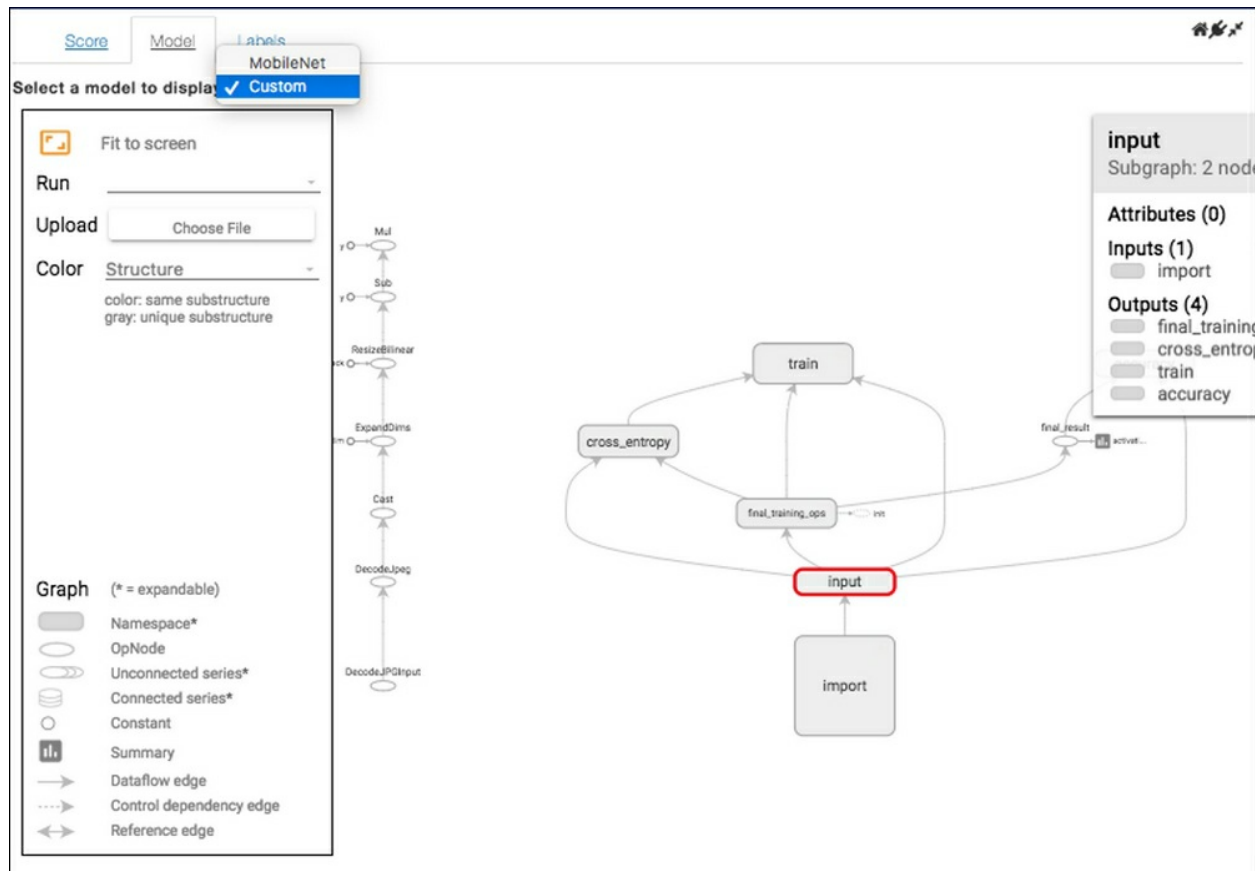 Score Model Labels
MobileNet
Select a model to display ✓ Custom
Fit to screen
Run
Upload Choose File
Color Structure
color: same substructure
gray: unique substructure
Graph (* = expandable)
Namespace*
OpNode
Unconnected series*
Connected series*
Constant
Summary
Dataflow edge
Control dependency edge
Reference edge
Mul
y
Sub
y
ResizeBilinear
ExpandDims
Cast
DecodeJpeg
DecodeJPGInput
train
cross_entropy
final_result
activati...
final_training_ops
init
input
import
input
Subgraph: 2 node
Attributes (0)
Inputs (1)
import
Outputs (4)
final_training
cross_entrop
train
accuracy